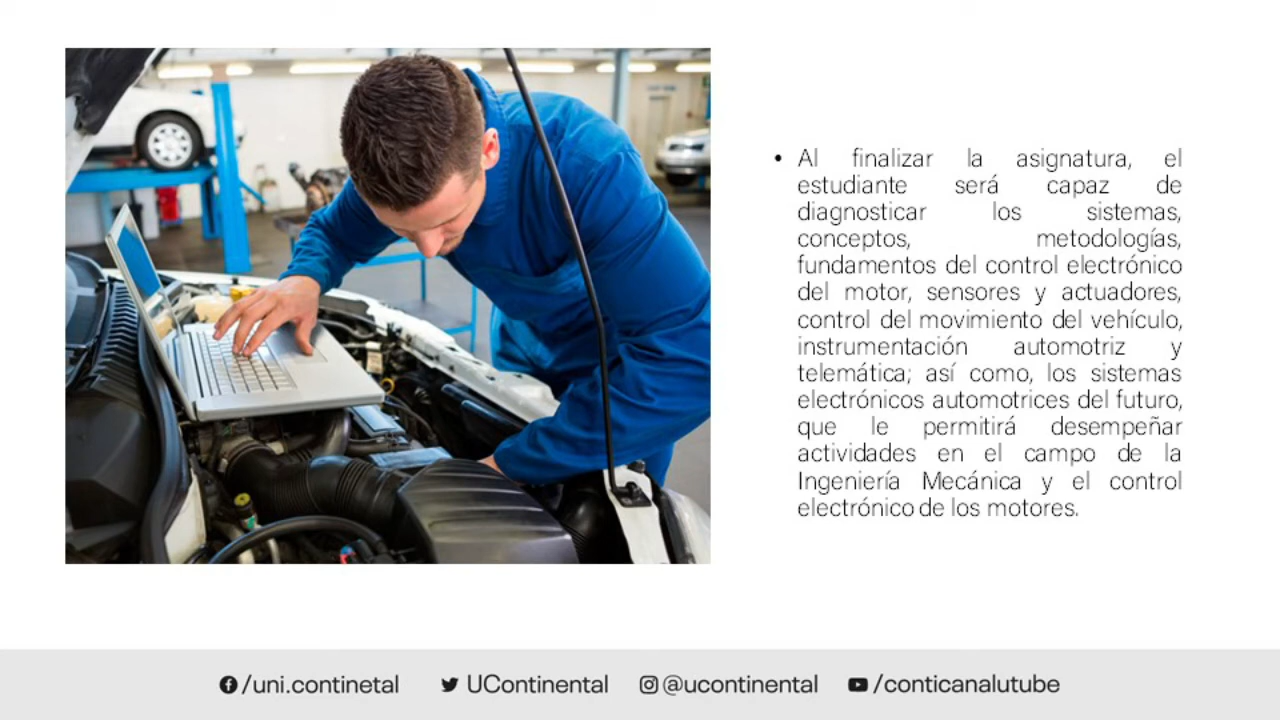 • Al finalizar la asignatura, el
estudiante será capaz de
diagnosticar los sistemas,
conceptos, metodologías,
fundamentos del control electrónico
del motor, sensores y actuadores,
control del movimiento del vehículo,
instrumentación automotriz y
telemática; así como, los sistemas
electrónicos automotrices del futuro,
que le permitirá desempeñar
actividades en el campo de la
Ingeniería Mecánica y el control
electrónico de los motores.
/uni.continetal UContinental @ucontinental /conticanalutube